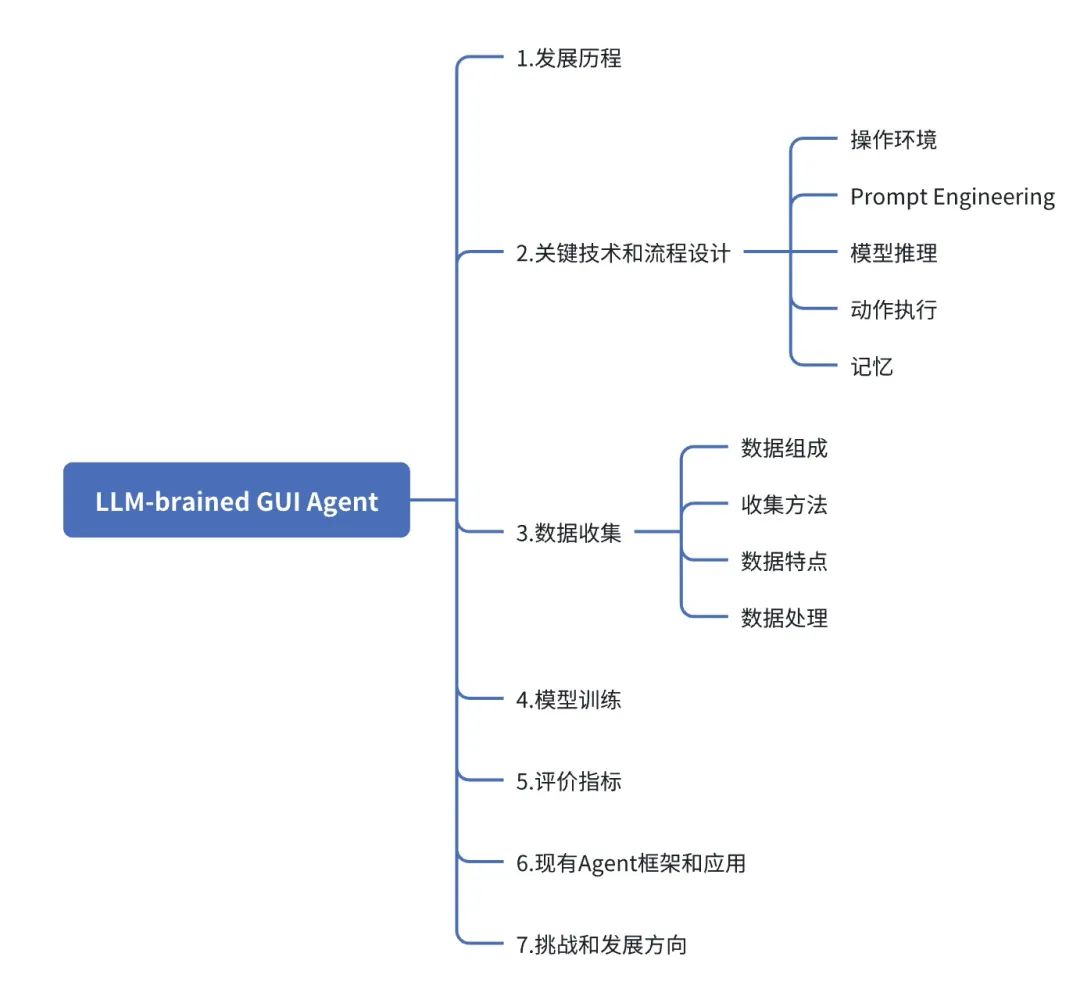 1.发展历程
2.关键技术和流程设计
操作环境
Prompt Engineering
模型推理
动作执行
记忆
LLM-brained GUI Agent
3.数据收集
数据组成
收集方法
数据特点
数据处理
4.模型训练
5.评价指标
6.现有Agent框架和应用
7.挑战和发展方向